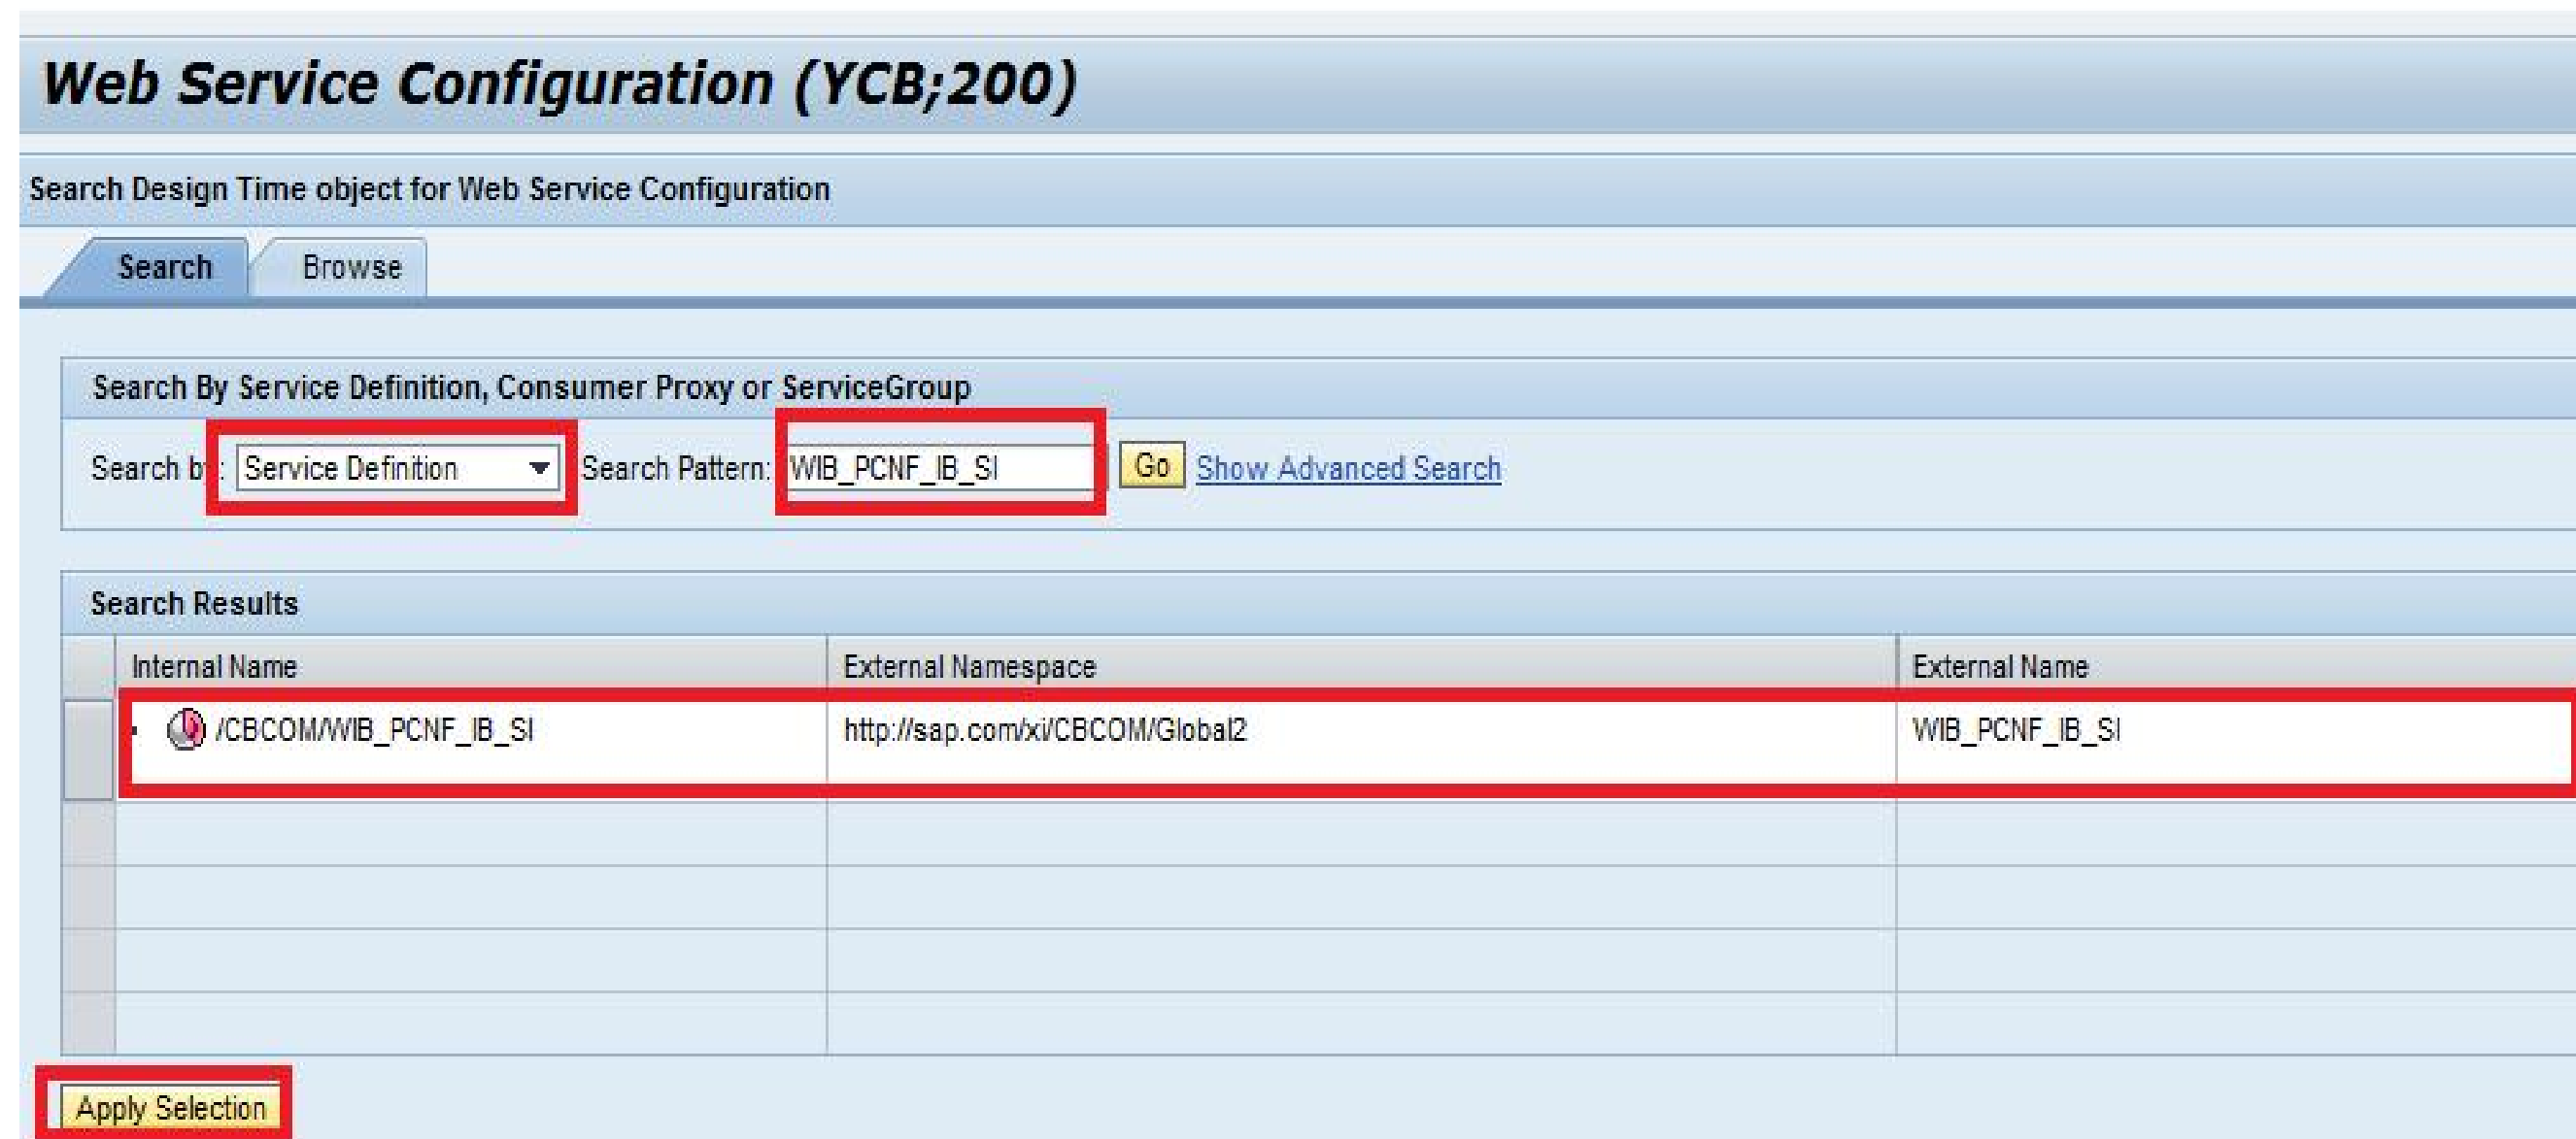 Web Service Configuration (YCB;200)
Search Design Time object for Web Service Configuration
Search Browse
Search By Service Definition, Consumer Proxy or ServiceGroup
Search by: Service Definition Search Pattern: WIB_PCNF_IB_SI Go Show Advanced Search
Search Results
Internal Name External Namespace External Name
/CBCOM/WIB_PCNF_IB_SI http://sap.com/xi/CBCOM/Global2 WIB_PCNF_IB_SI
Apply Selection